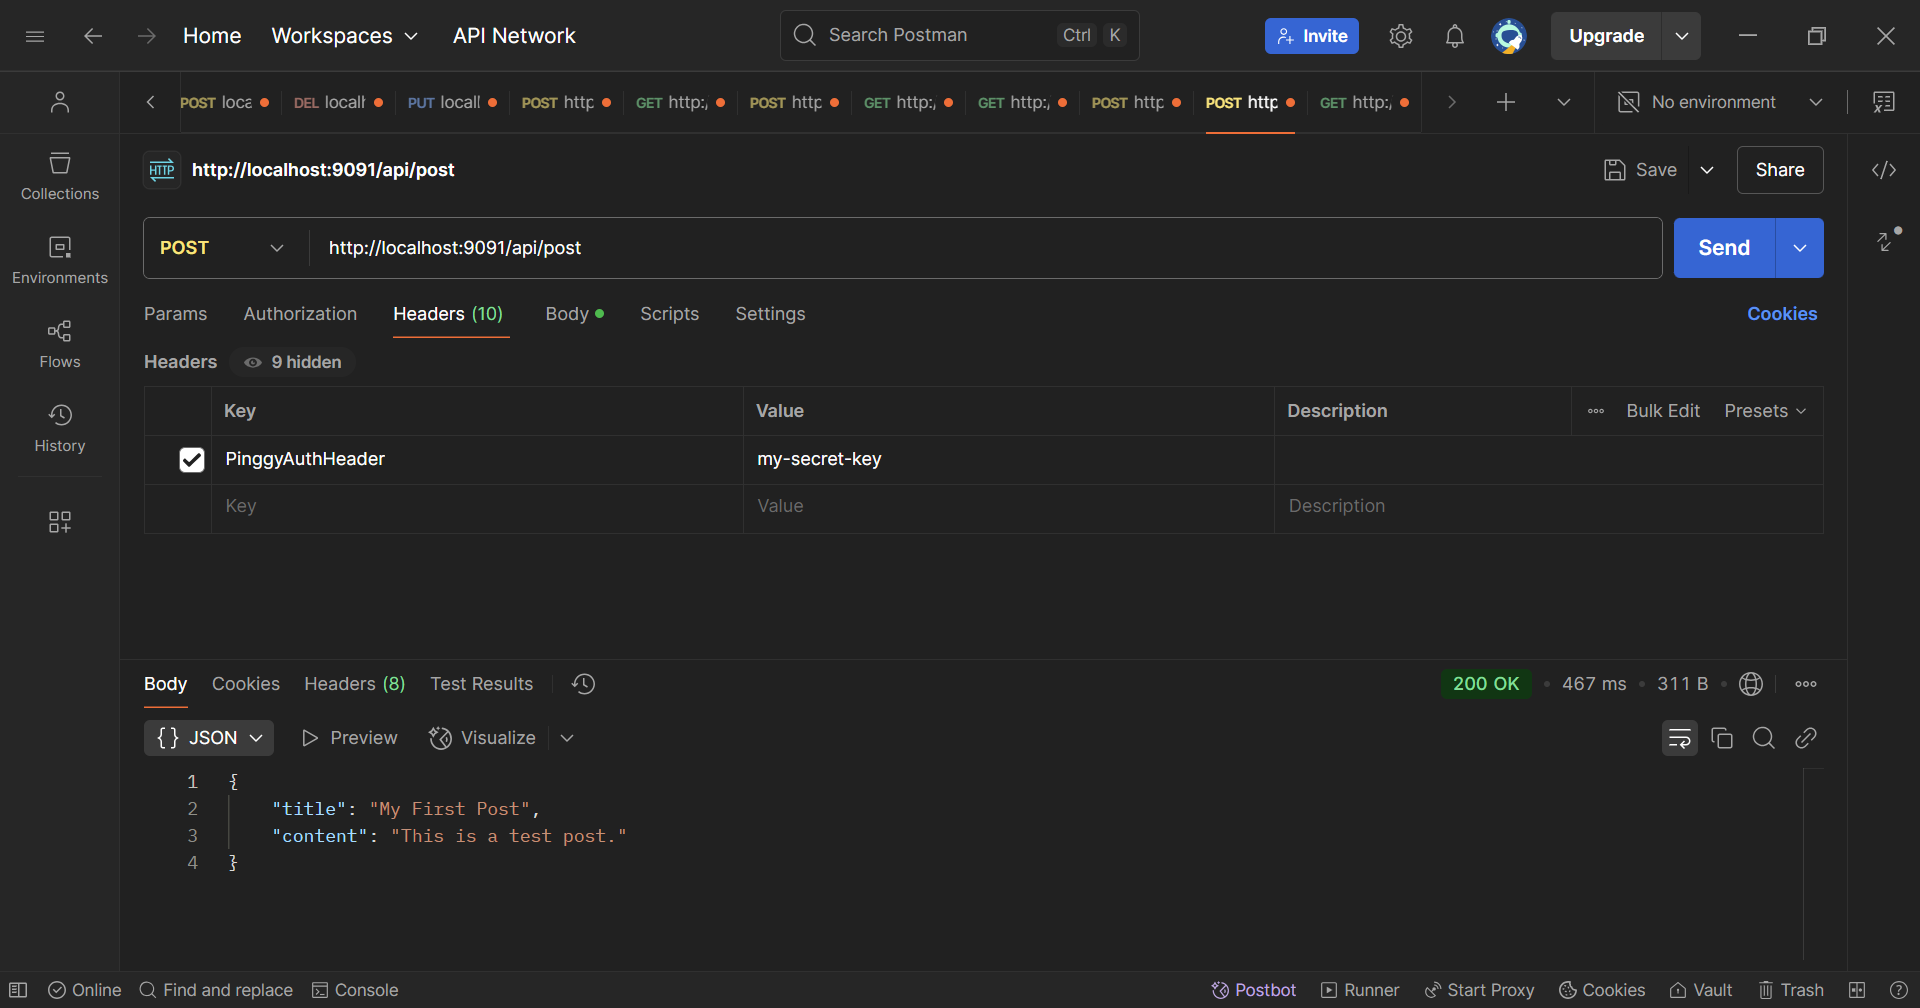 Home Workspaces API Network Search Postman Ctrl K Invite Upgrade
POST loca DEL localh PUT locall POST http GET http:/ POST http GET http:/ GET http:/ POST http POST http GET http:/ No environment
HTTP http://localhost:9091/api/post Save Share
Collections
Environments
Flows
History
POST http://localhost:9091/api/post Send
Params Authorization Headers (10) Body Scripts Settings Cookies
Headers 9 hidden
Key Value Description Bulk Edit Presets
PinggyAuthHeader my-secret-key
Key Value Description
Body Cookies Headers (8) Test Results 200 OK 467 ms 311 B
{} JSON Preview Visualize
1 {
2 "title": "My First Post",
3 "content": "This is a test post."
4 }
Online Find and replace Console Postbot Runner Start Proxy Cookies Vault Trash